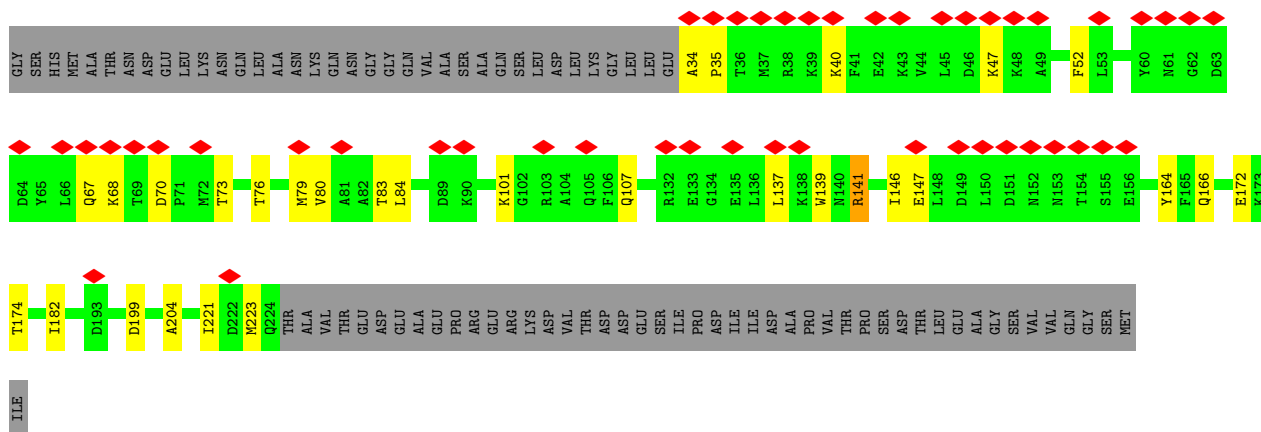 GLY SER HIS MET ALA THR ASN ASP GLU LEU LYS ASN GLN LEU ALA ASN LYS GLN ASN GLY GLY GLN VAL ALA SER ALA GLN SER LEU ASP LEU LYS GLY LEU LEU GLU A34 P35 T36 M37 R38 K39 K40 F41 E42 K43 V44 L45 D46 K47 K48 A49 F52 L53 Y60 N61 G62 D63
D64 Y65 L66 Q67 K68 T69 D70 P71 M72 T73 T76 M79 V80 A81 A82 T83 L84 D89 K90 K101 G102 R103 A104 Q105 F106 Q107 R132 E133 G134 E135 L136 L137 K138 W139 N140 R141 I146 E147 L148 D149 L150 D151 N152 N153 T154 S155 E156 Y164 F165 Q166 E172 K173
T174 I182 D193 D199 A204 I221 D222 M223 Q224 THR ALA VAL THR GLU ASP GLU ALA GLU PRO ARG GLU ARG LYS ASP VAL THR ASP ASP GLU SER ILE PRO ASP ILE ILE ASP ALA PRO VAL THR PRO SER ASP THR LEU GLU ALA GLY SER VAL VAL GLN GLY SER MET
ILE